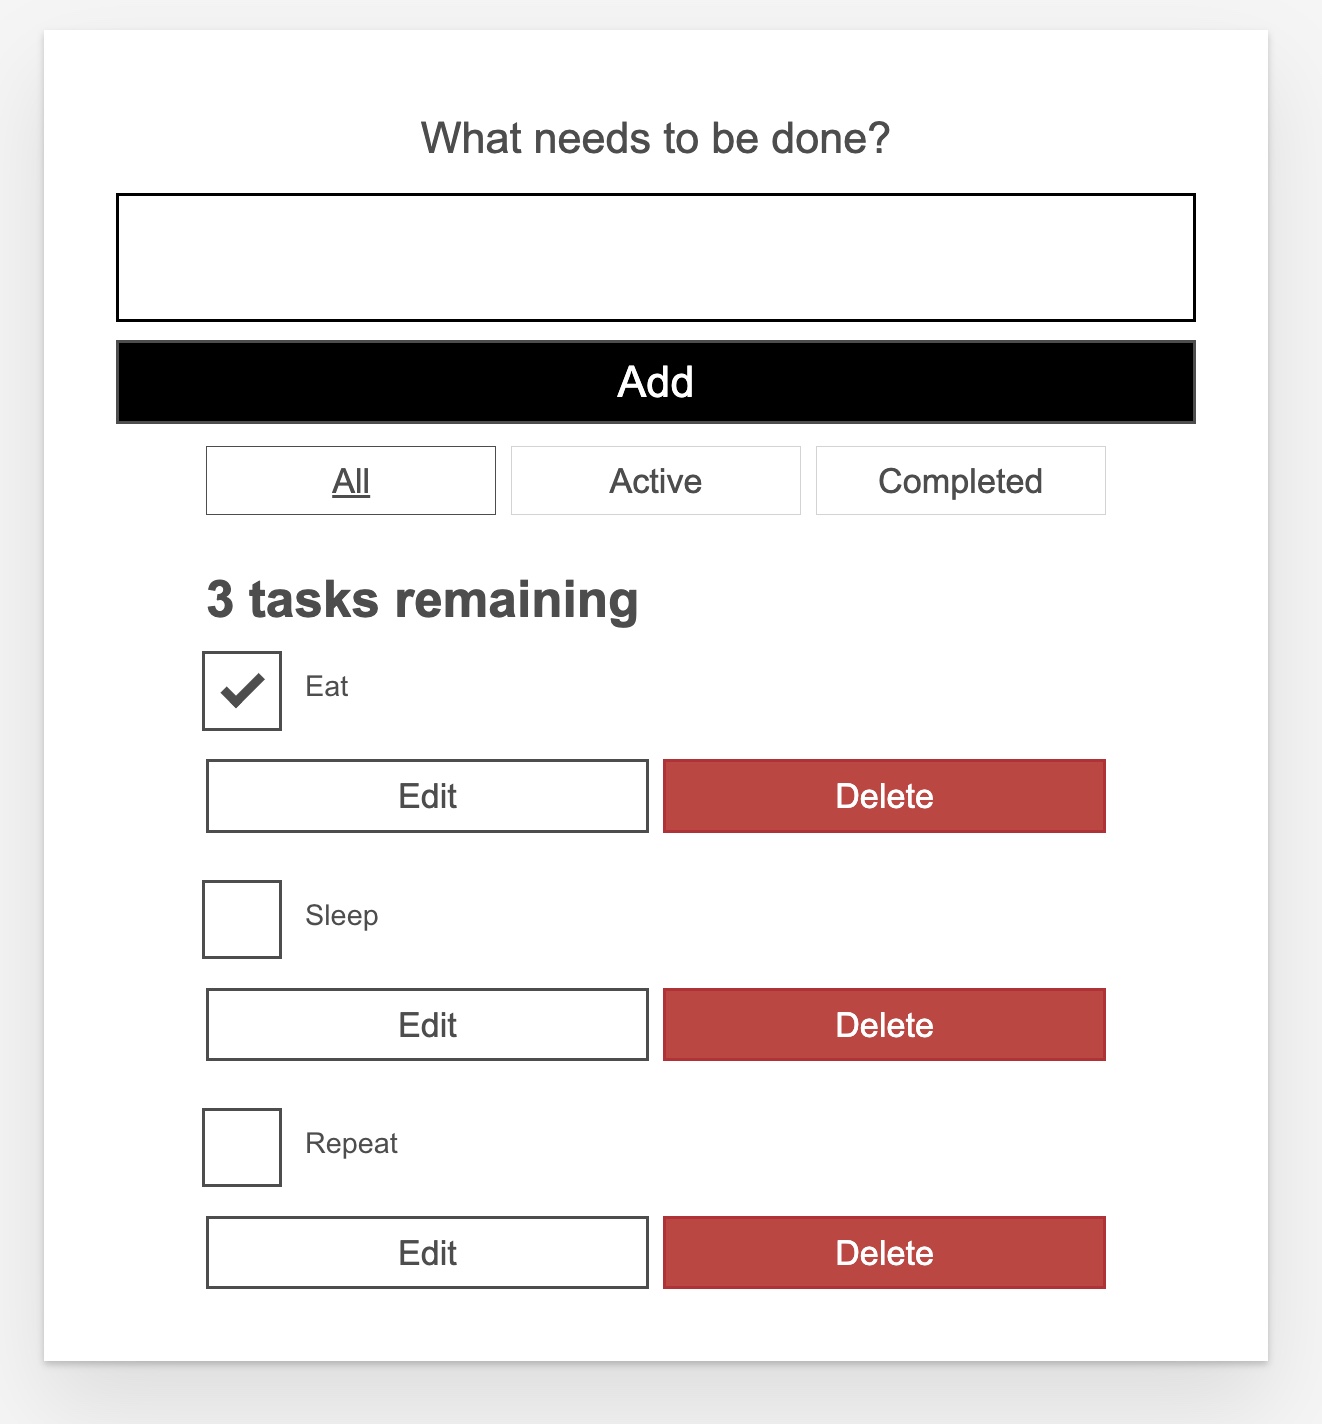 What needs to be done?
Add
All Active Completed
3 tasks remaining
Eat
Edit Delete
Sleep
Edit Delete
Repeat
Edit Delete